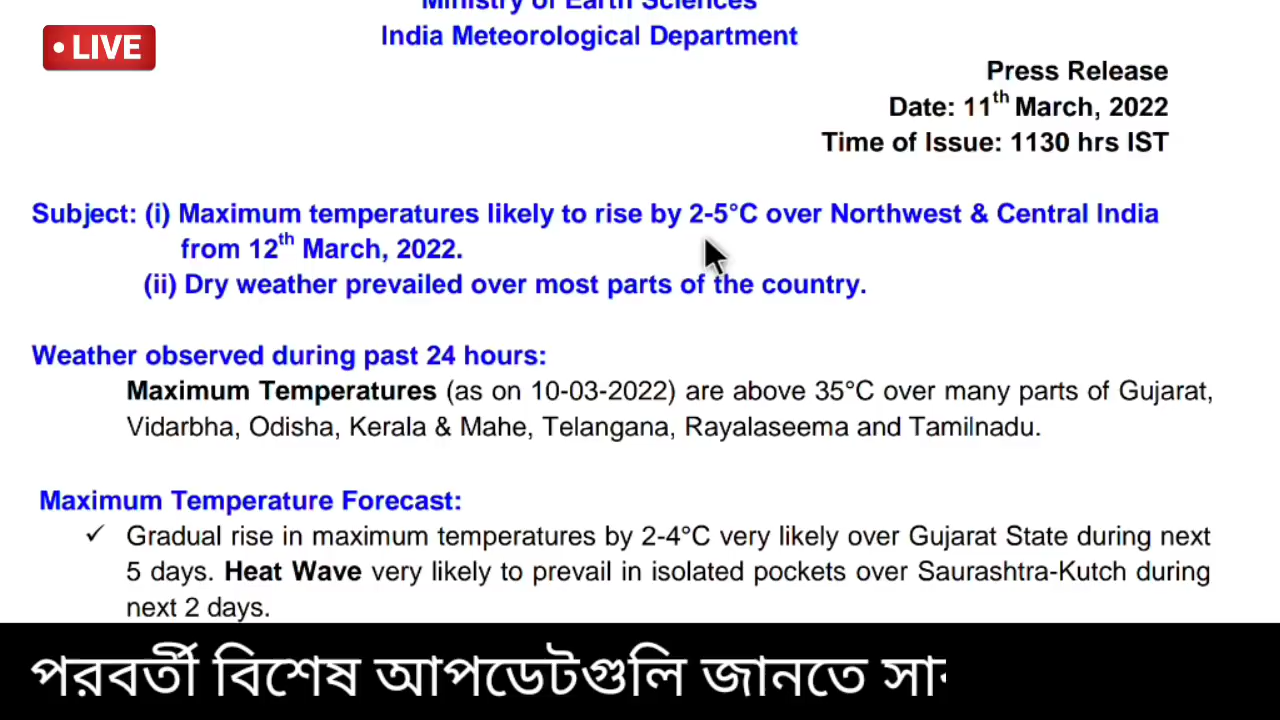 Ministry of Earth Sciences
India Meteorological Department
• LIVE
Press Release
Date: 11th March, 2022
Time of Issue: 1130 hrs IST
Subject: (i) Maximum temperatures likely to rise by 2-5°C over Northwest & Central India
from 12th March, 2022.
(ii) Dry weather prevailed over most parts of the country.
Weather observed during past 24 hours:
Maximum Temperatures (as on 10-03-2022) are above 35°C over many parts of Gujarat,
Vidarbha, Odisha, Kerala & Mahe, Telangana, Rayalaseema and Tamilnadu.
Maximum Temperature Forecast:
✓ Gradual rise in maximum temperatures by 2-4°C very likely over Gujarat State during next
5 days. Heat Wave very likely to prevail in isolated pockets over Saurashtra-Kutch during
next 2 days.
পরবর্তী বিশেষ আপডেটগুলি জানতে